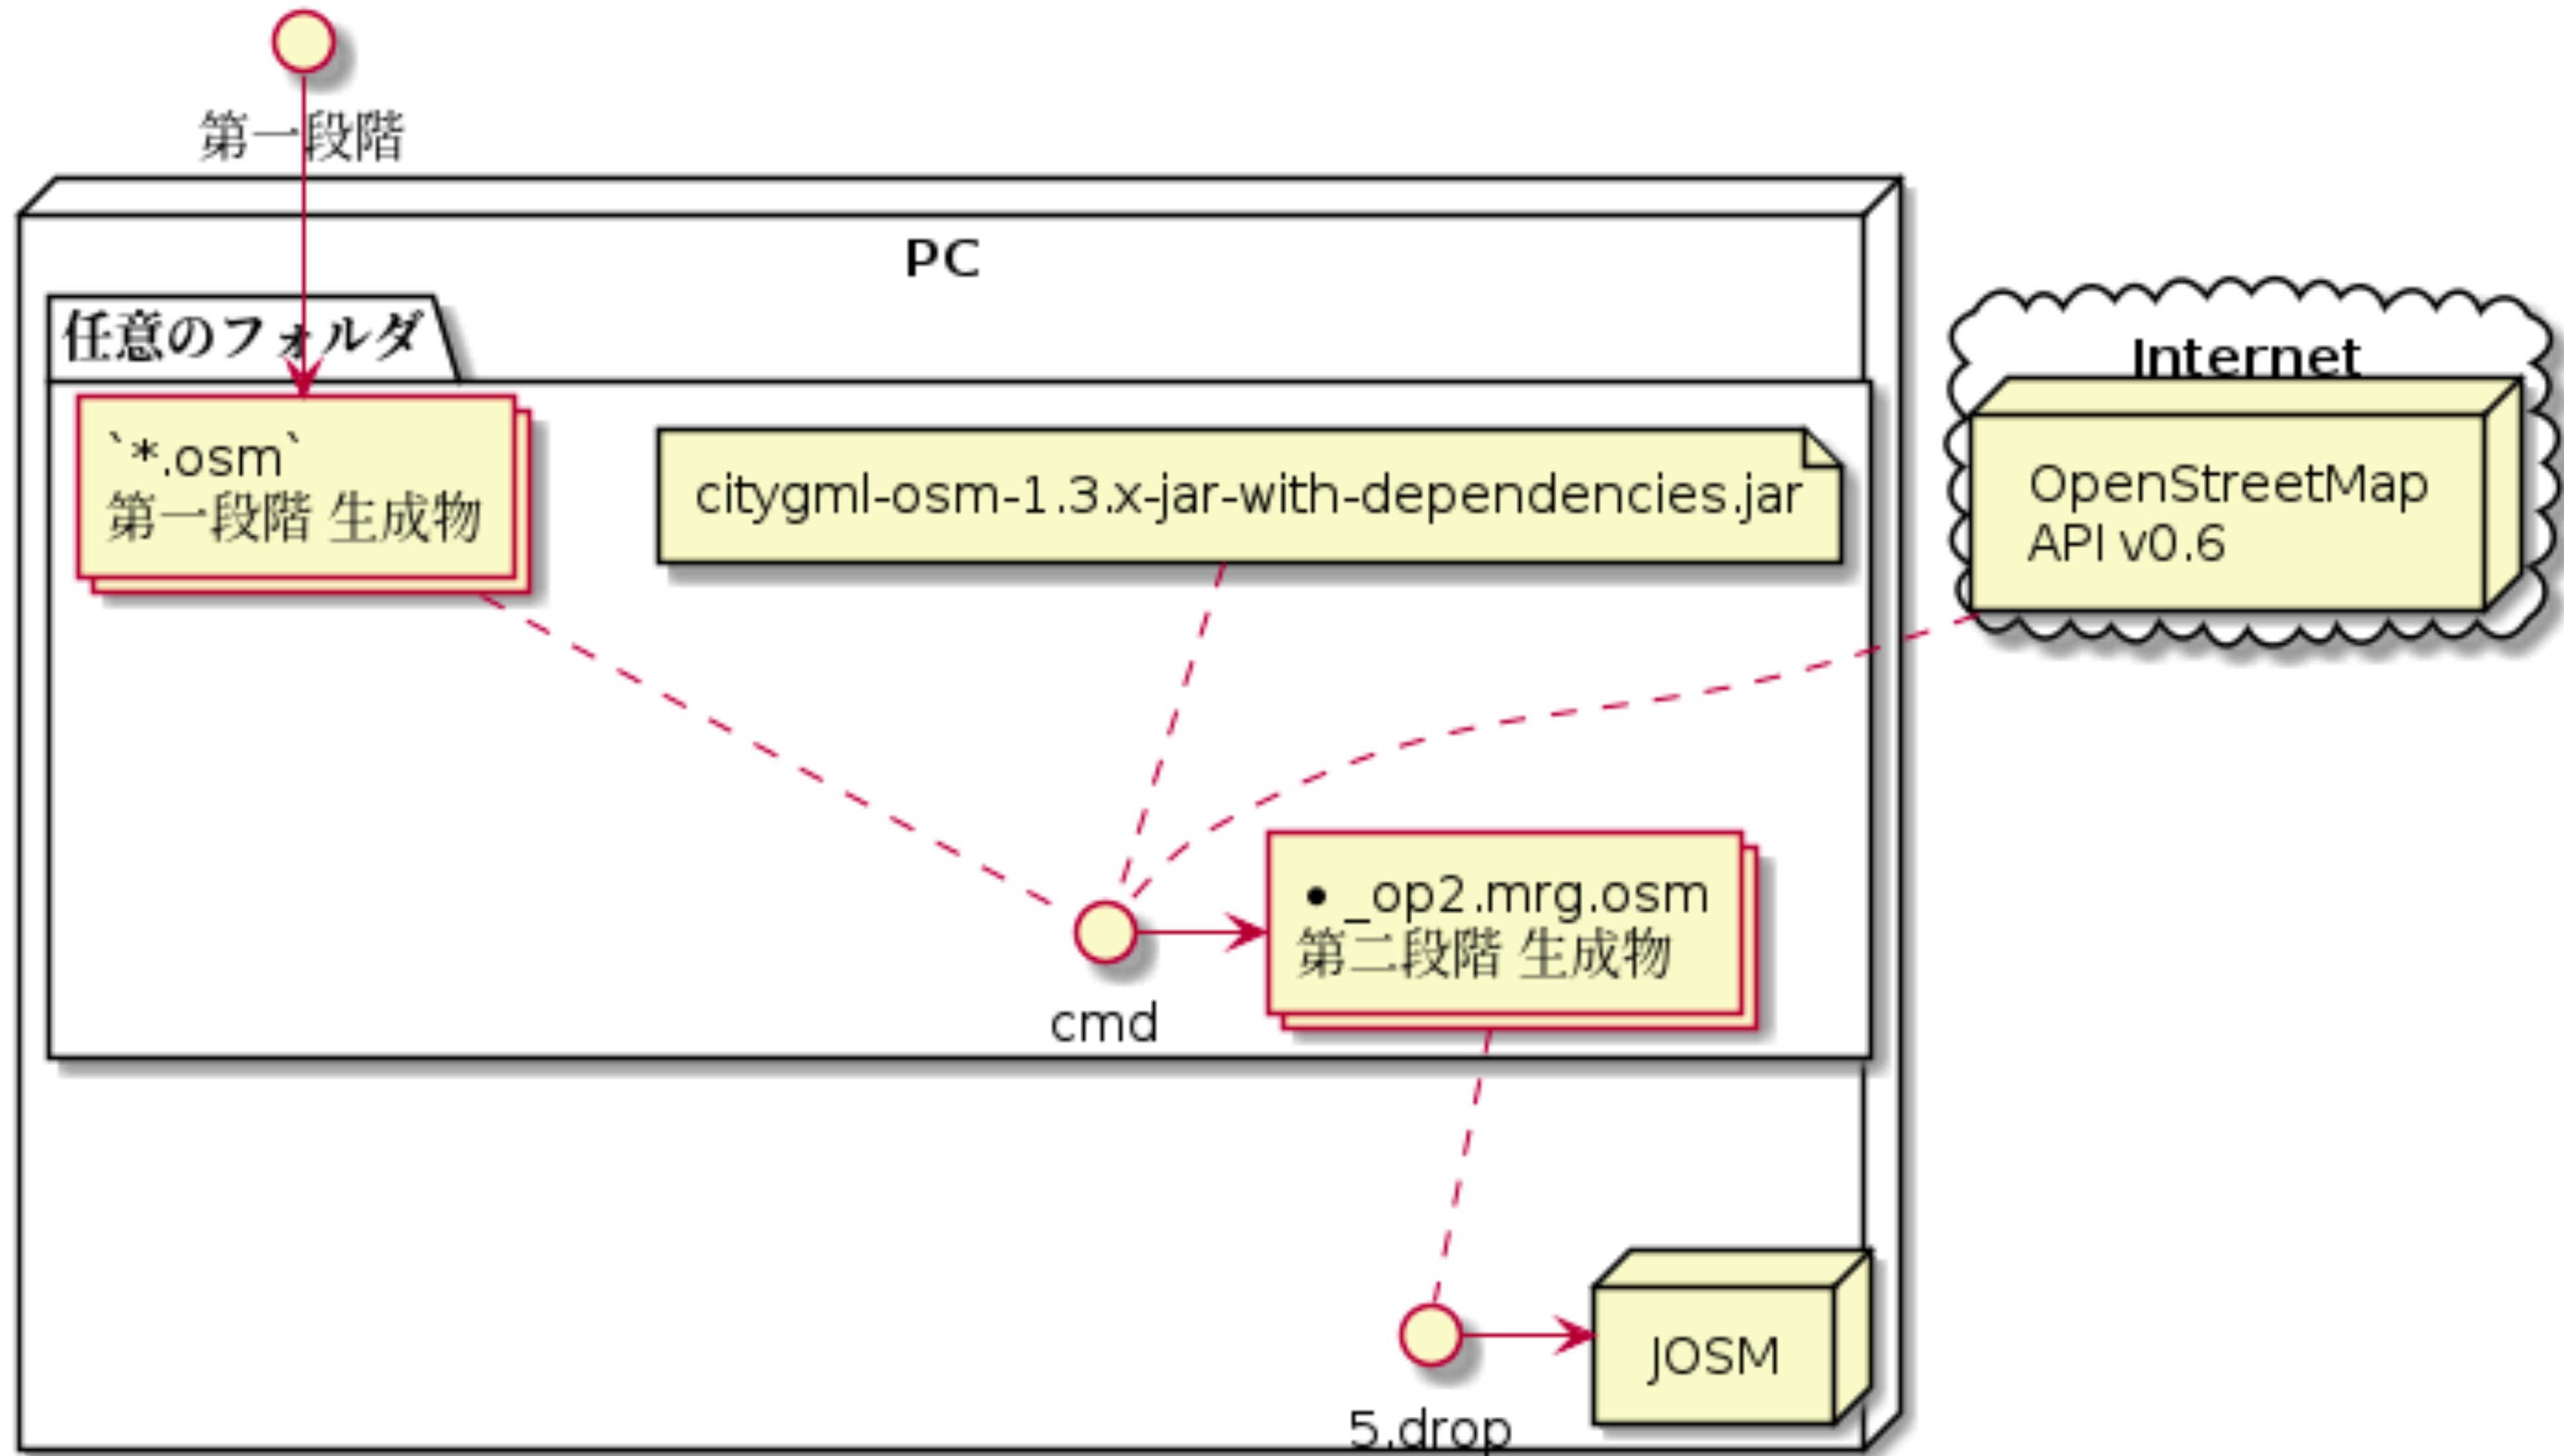 第一段階
PC
任意のフォルダ
Internet
`*.osm`
第一段階 生成物
citygml-osm-1.3.x-jar-with-dependencies.jar
OpenStreetMap
API v0.6
• _op2.mrg.osm
第二段階 生成物
cmd
JOSM
5.drop